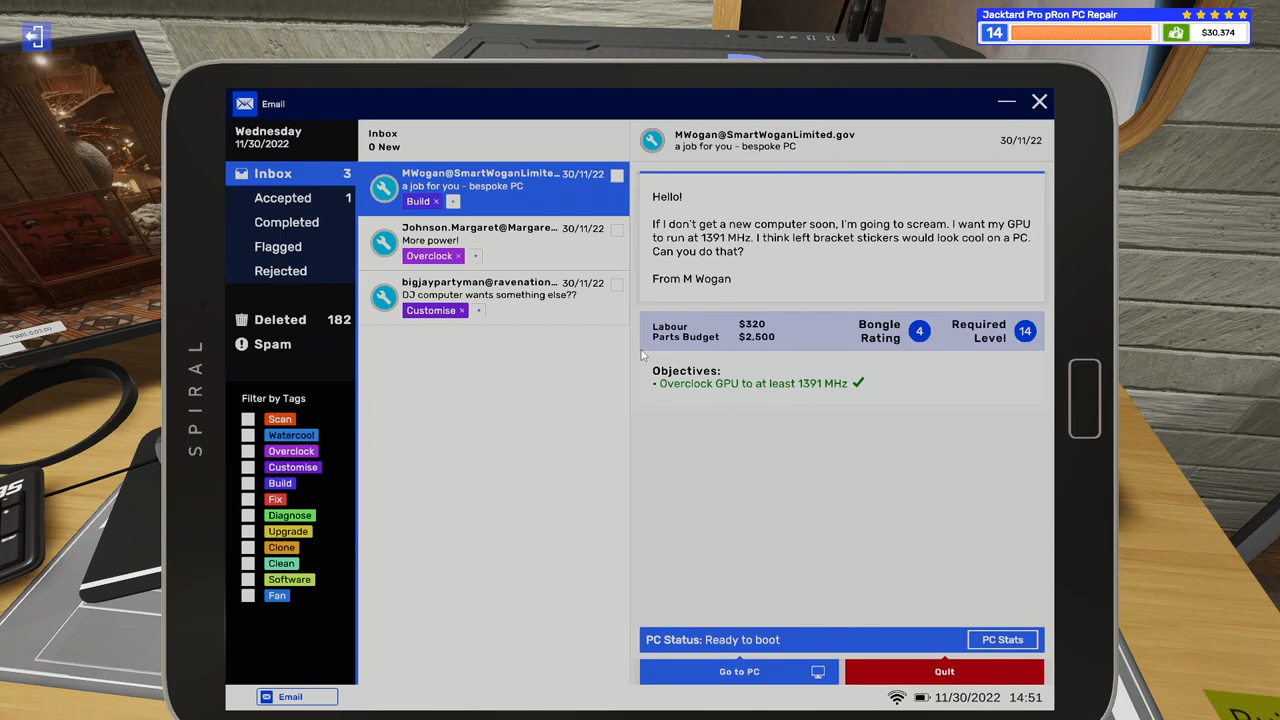 Jacktard Pro pRon PC Repair
14
$30,374
Email
Wednesday
11/30/2022
Inbox 3
Accepted 1
Completed
Flagged
Rejected
Deleted 182
Spam
Filter by Tags
Scan
Watercool
Overclock
Customise
Build
Fix
Diagnose
Upgrade
Clone
Clean
Software
Fan
Inbox
0 New
MWogan@SmartWoganLimite... 30/11/22
a job for you - bespoke PC
Build × +
Johnson.Margaret@Margare... 30/11/22
More power!
Overclock × +
bigjaypartyman@ravenation... 30/11/22
DJ computer wants something else??
Customise × +
MWogan@SmartWoganLimited.gov
a job for you - bespoke PC
30/11/22
Hello!
If I don't get a new computer soon, I'm going to scream. I want my GPU
to run at 1391 MHz. I think left bracket stickers would look cool on a PC.
Can you do that?
From M Wogan
Labour $320
Parts Budget $2,500
Bongle Rating 4
Required Level 14
Objectives:
• Overclock GPU to at least 1391 MHz ✔
PC Status: Ready to boot
PC Stats
Go to PC
Quit
Email
11/30/2022 14:51
SPIRAL